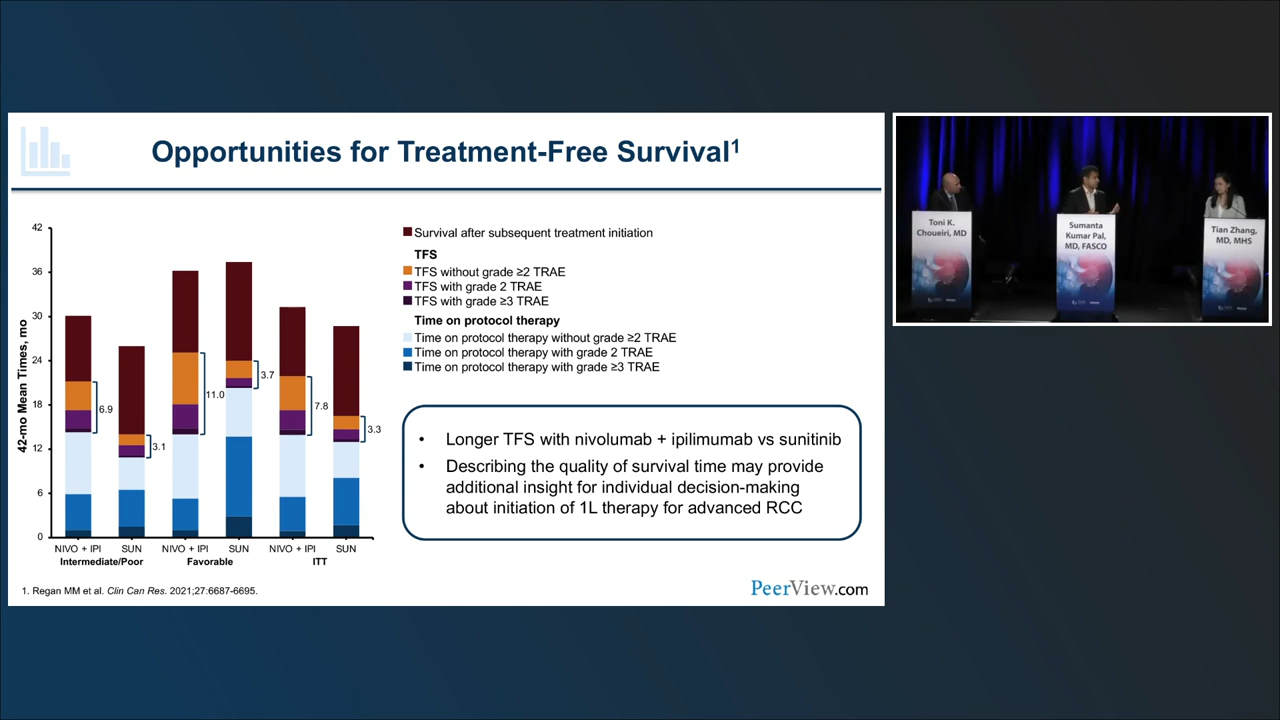 Opportunities for Treatment-Free Survival1
42-mo Mean Times, mo
42
36
30
24
18
12
6
0
6.9
3.1
11.0
3.7
7.8
3.3
NIVO + IPI
SUN
NIVO + IPI
SUN
NIVO + IPI
SUN
Intermediate/Poor
Favorable
ITT
Survival after subsequent treatment initiation
TFS
TFS without grade ≥2 TRAE
TFS with grade 2 TRAE
TFS with grade ≥3 TRAE
Time on protocol therapy
Time on protocol therapy without grade ≥2 TRAE
Time on protocol therapy with grade 2 TRAE
Time on protocol therapy with grade ≥3 TRAE
• Longer TFS with nivolumab + ipilimumab vs sunitinib
• Describing the quality of survival time may provide
additional insight for individual decision-making
about initiation of 1L therapy for advanced RCC
1. Regan MM et al. Clin Can Res. 2021;27:6687-6695.
PeerView.com
Toni K.
Choueiri, MD
Sumanta
Kumar Pal,
MD, FASCO
Tian Zhang,
MD, MHS